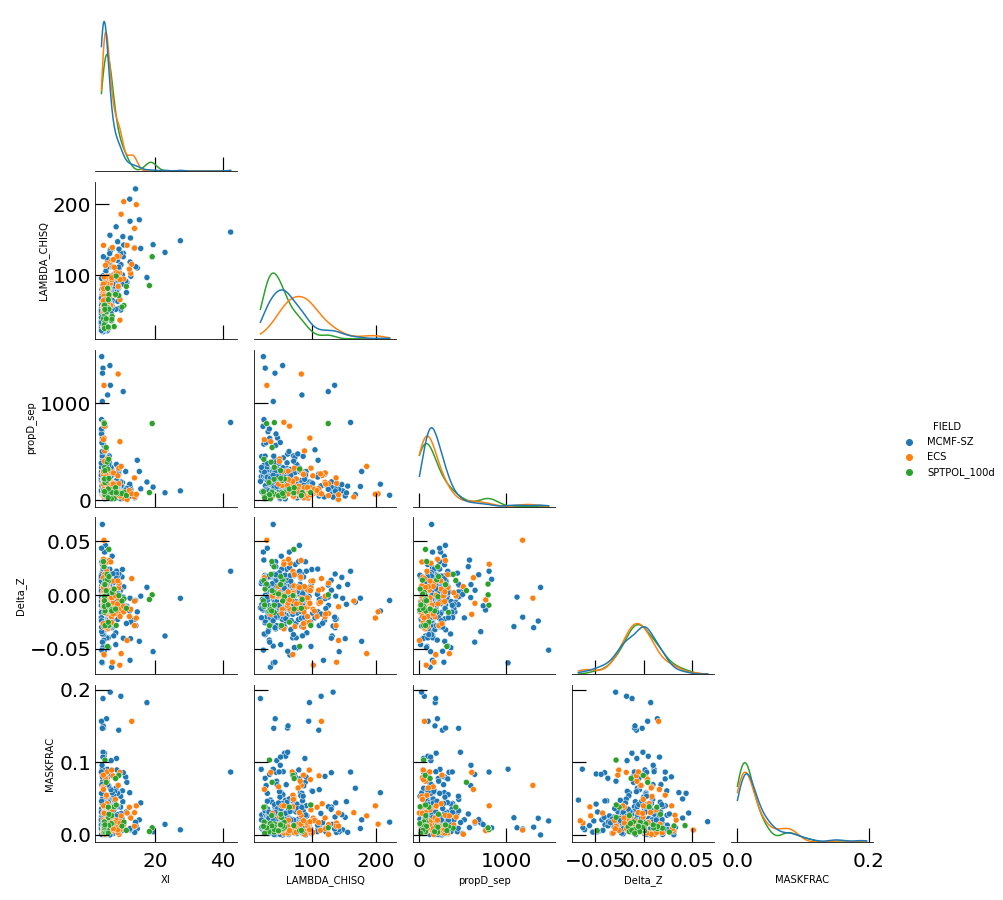 200
100
LAMBDA_CHISQ
1000
0
propD_sep
FIELD
MCMF-SZ
ECS
SPTPOL_100d
0.05
0.00
−0.05
Delta_Z
0.2
0.1
0.0
MASKFRAC
20 40 100 200 0 1000 −0.05 0.00 0.05 0.0 0.2
XI LAMBDA_CHISQ propD_sep Delta_Z MASKFRAC